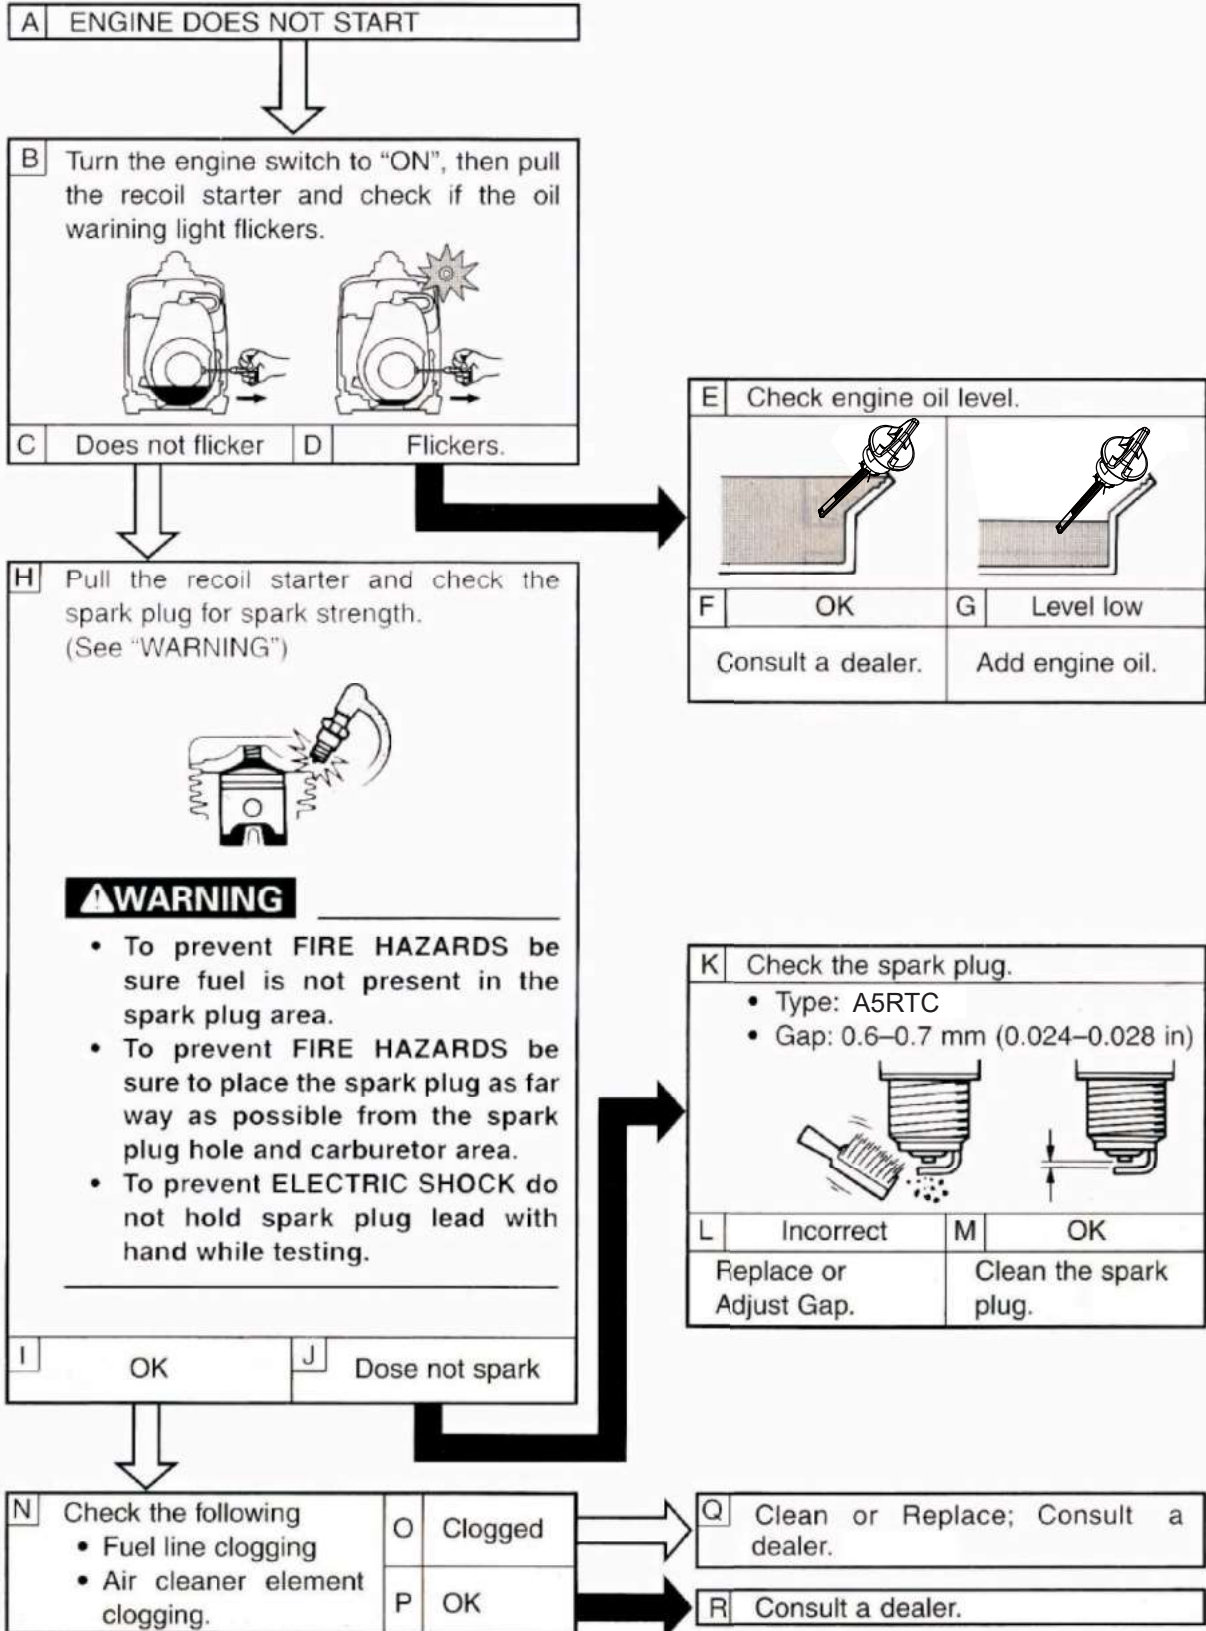 A ENGINE DOES NOT START
B Turn the engine switch to “ON”, then pull
the recoil starter and check if the oil
warining light flickers.
C Does not flicker D Flickers.
E Check engine oil level.
F OK G Level low
Consult a dealer. Add engine oil.
H Pull the recoil starter and check the
spark plug for spark strength.
(See “WARNING”)
WARNING
• To prevent FIRE HAZARDS be
sure fuel is not present in the
spark plug area.
• To prevent FIRE HAZARDS be
sure to place the spark plug as far
way as possible from the spark
plug hole and carburetor area.
• To prevent ELECTRIC SHOCK do
not hold spark plug lead with
hand while testing.
I OK J Dose not spark
K Check the spark plug.
• Type: A5RTC
• Gap: 0.6–0.7 mm (0.024–0.028 in)
L Incorrect M OK
Replace or
Adjust Gap.
Clean the spark
plug.
N Check the following
• Fuel line clogging
• Air cleaner element
clogging.
O Clogged
P OK
Q Clean or Replace; Consult a
dealer.
R Consult a dealer.